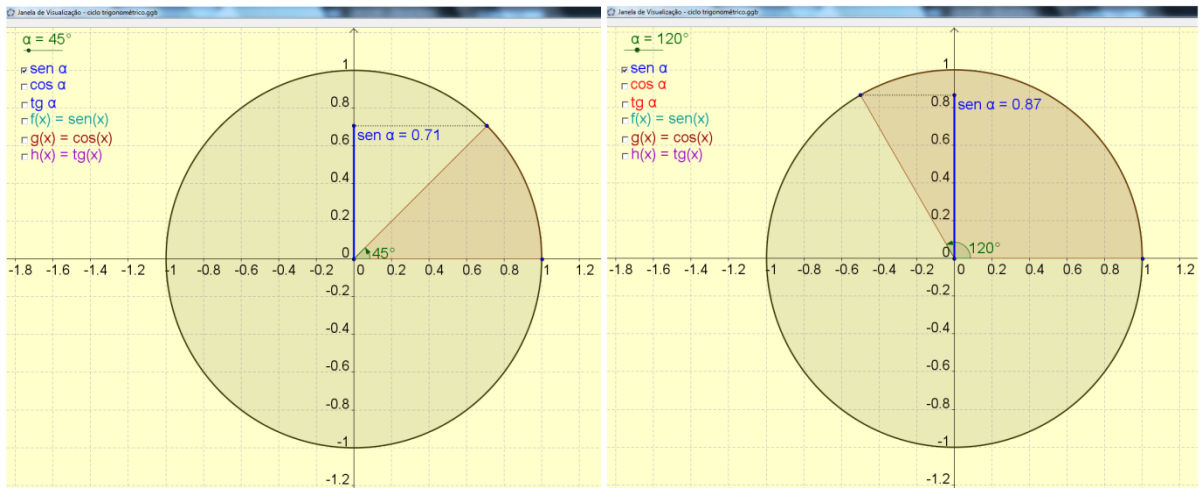 Janela de Visualização - ciclo trigonométrico.ggb
α = 45°
sen α
cos α
tg α
f(x) = sen(x)
g(x) = cos(x)
h(x) = tg(x)
1
0.8
sen α = 0.71
0.6
0.4
0.2
0
45°
-1.8 -1.6 -1.4 -1.2 -1 -0.8 -0.6 -0.4 -0.2 0 0.2 0.4 0.6 0.8 1 1.2
-0.2
-0.4
-0.6
-0.8
-1
-1.2
Janela de Visualização - ciclo trigonométrico.ggb
α = 120°
sen α
cos α
tg α
f(x) = sen(x)
g(x) = cos(x)
h(x) = tg(x)
1
0.8
sen α = 0.87
0.6
0.4
0.2
0
120°
-1.8 -1.6 -1.4 -1.2 -1 -0.8 -0.6 -0.4 -0.2 0 0.2 0.4 0.6 0.8 1 1.2
-0.2
-0.4
-0.6
-0.8
-1
-1.2